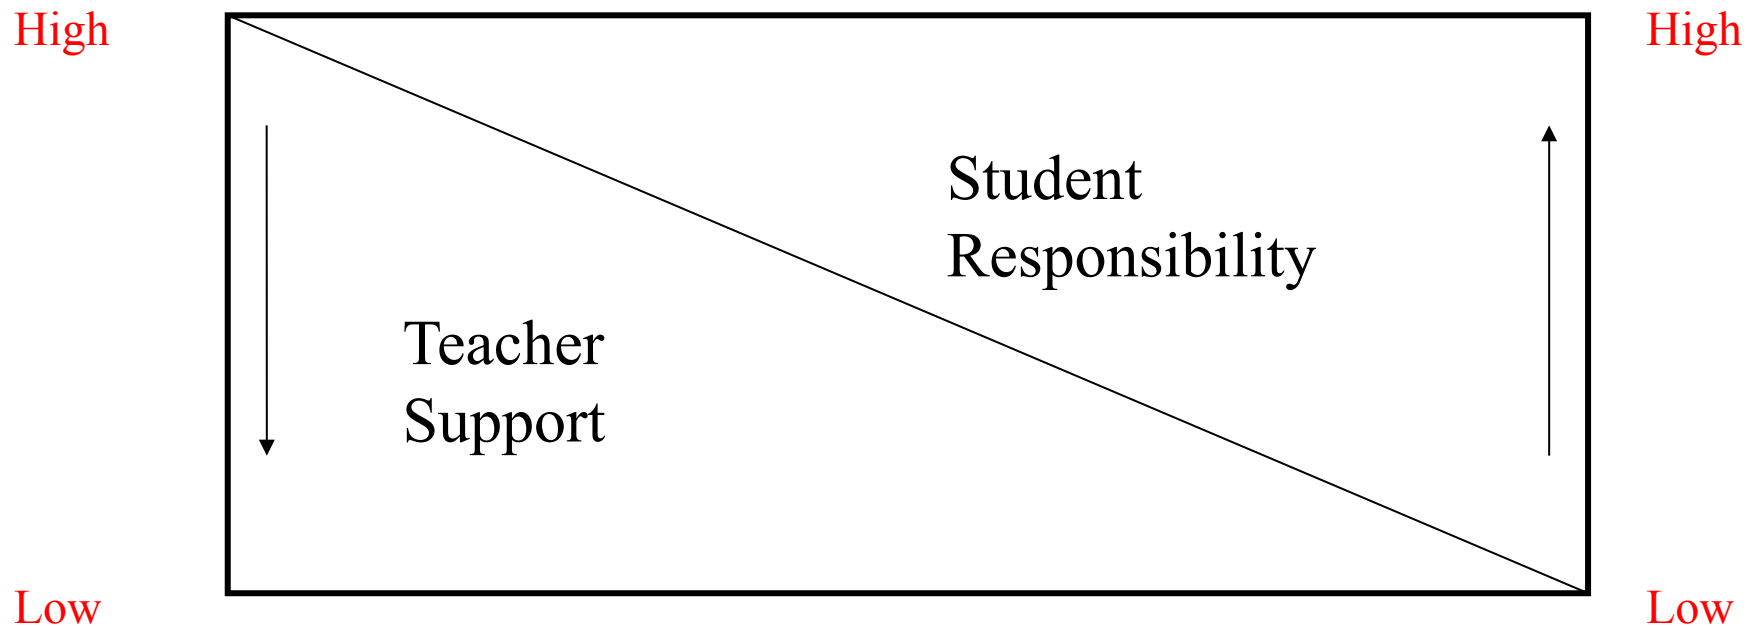 High
High
Student
Responsibility
Teacher
Support
Low
Low